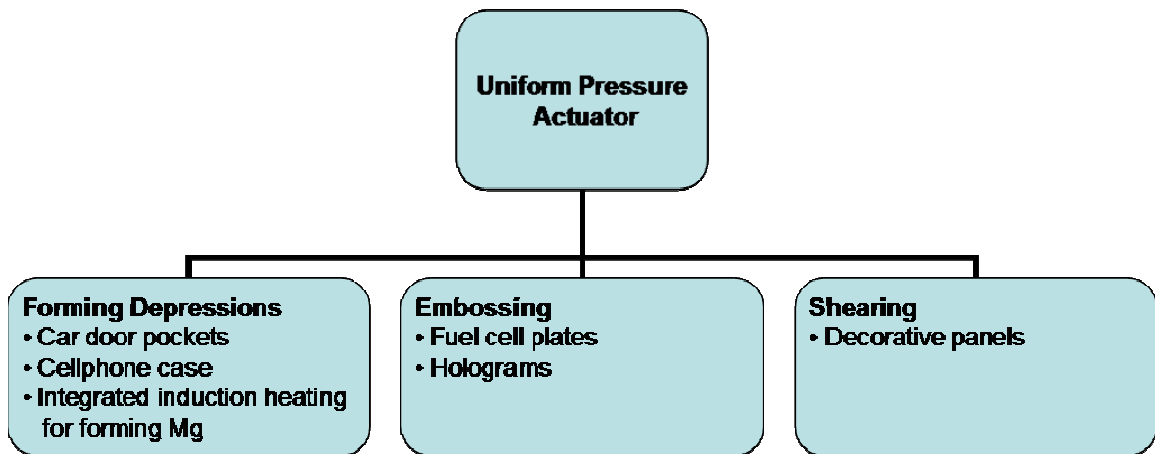 Uniform Pressure
Actuator
Forming Depressions
• Car door pockets
• Cellphone case
• Integrated induction heating
for forming Mg
Embossing
• Fuel cell plates
• Holograms
Shearing
• Decorative panels